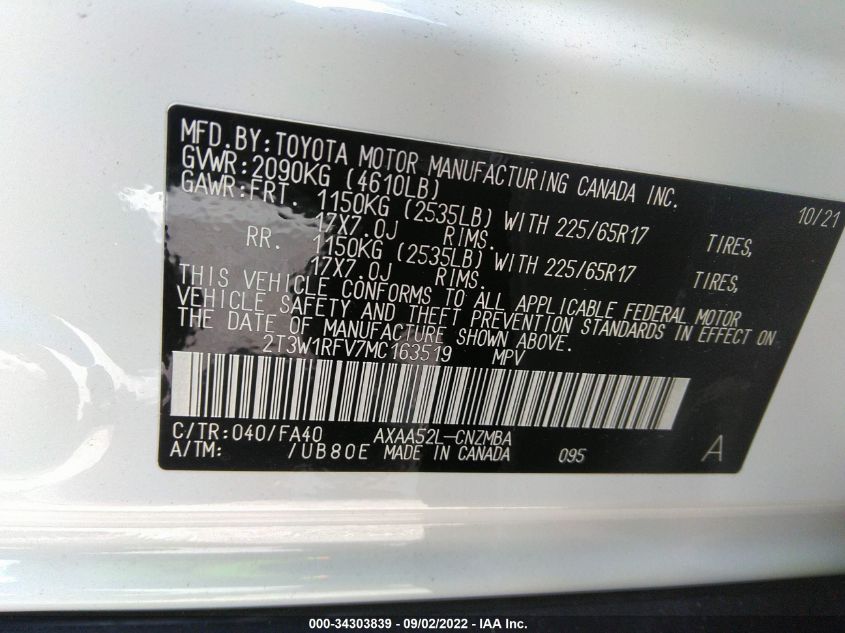 MFD.BY:TOYOTA MOTOR MANUFACTURING CANADA INC. 10/21
GVWR:2090KG (4610LB)
GAWR:FRT. 1150KG (2535LB) WITH 225/65R17 TIRES,
17X7.0J RIMS.
RR. 1150KG (2535LB) WITH 225/65R17 TIRES,
17X7.0J RIMS.
THIS VEHICLE CONFORMS TO ALL APPLICABLE FEDERAL MOTOR
VEHICLE SAFETY AND THEFT PREVENTION STANDARDS IN EFFECT ON
THE DATE OF MANUFACTURE SHOWN ABOVE.
2T3W1RFV7MC163519 MPV
C/TR:040/FA40 AXAA52L-CNZMBA
A/TM: /UB80E MADE IN CANADA 095 A
000-34303839 - 09/02/2022 - IAA Inc.